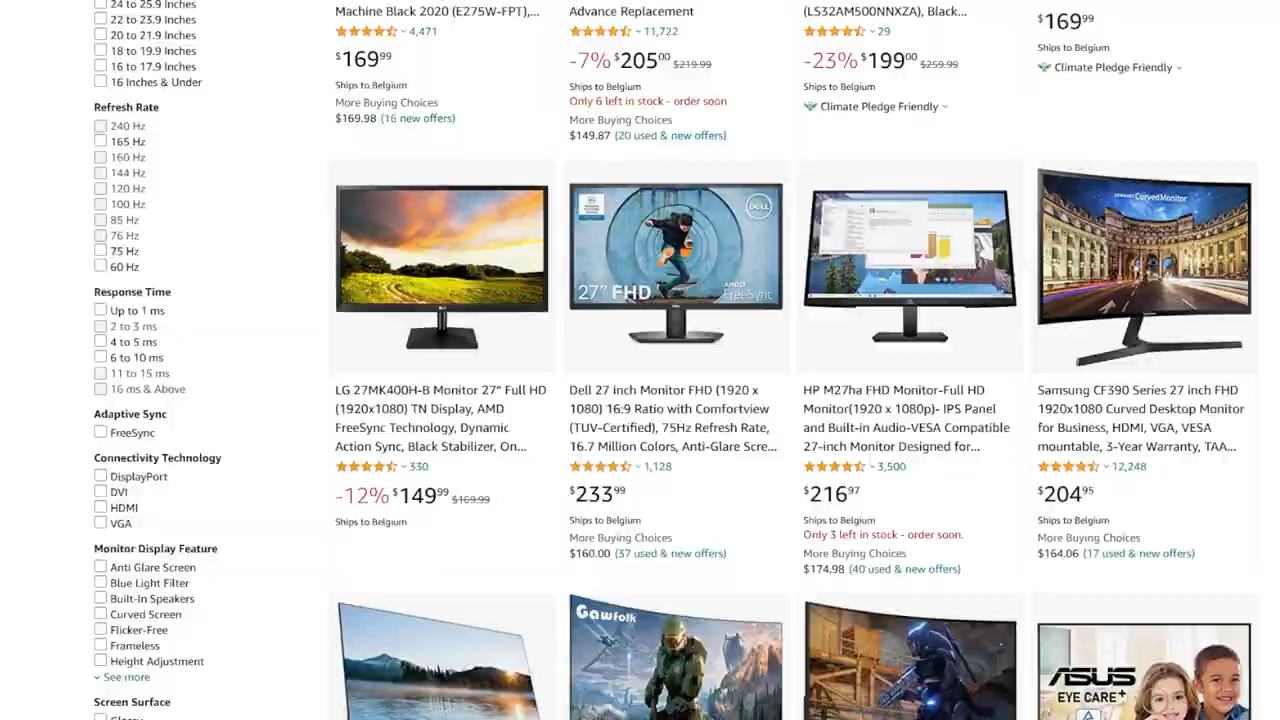 24 to 25.9 Inches
22 to 23.9 Inches
20 to 21.9 Inches
18 to 19.9 Inches
16 to 17.9 Inches
16 Inches & Under
Refresh Rate
240 Hz
165 Hz
160 Hz
144 Hz
120 Hz
100 Hz
85 Hz
76 Hz
75 Hz
60 Hz
Response Time
Up to 1 ms
2 to 3 ms
4 to 5 ms
6 to 10 ms
11 to 15 ms
16 ms & Above
Adaptive Sync
FreeSync
Connectivity Technology
DisplayPort
DVI
HDMI
VGA
Monitor Display Feature
Anti Glare Screen
Blue Light Filter
Built-In Speakers
Curved Screen
Flicker-Free
Frameless
Height Adjustment
See more
Screen Surface
Glossy
Machine Black 2020 (E275W-FPT),...
4,471
$169.99
Ships to Belgium
More Buying Choices
$169.98 (16 new offers)
Advance Replacement
11,722
-7% $205.00 $219.99
Ships to Belgium
Only 6 left in stock - order soon
More Buying Choices
$149.87 (20 used & new offers)
(LS32AM500NNXZA), Black...
29
-23% $199.00 $259.99
Ships to Belgium
Climate Pledge Friendly
$169.99
Ships to Belgium
Climate Pledge Friendly
LG 27MK400H-B Monitor 27" Full HD
(1920x1080) TN Display, AMD
FreeSync Technology, Dynamic
Action Sync, Black Stabilizer, On...
330
-12% $149.99 $169.99
Ships to Belgium
DELL
27" FHD
AMD
FreeSync
Dell 27 inch Monitor FHD (1920 x
1080) 16:9 Ratio with Comfortview
(TUV-Certified), 75Hz Refresh Rate,
16.7 Million Colors, Anti-Glare Scre...
1,128
$233.99
Ships to Belgium
More Buying Choices
$160.00 (37 used & new offers)
HP M27ha FHD Monitor-Full HD
Monitor(1920 x 1080p)- IPS Panel
and Built-in Audio-VESA Compatible
27-inch Monitor Designed for...
3,500
$216.97
Ships to Belgium
Only 3 left in stock - order soon.
More Buying Choices
$174.98 (40 used & new offers)
SAMSUNG Curved Monitor
Samsung CF390 Series 27 inch FHD
1920x1080 Curved Desktop Monitor
for Business, HDMI, VGA, VESA
mountable, 3-Year Warranty, TAA...
12,248
$204.95
Ships to Belgium
More Buying Choices
$164.06 (17 used & new offers)
Gawfolk
ASUS
EYE CARE+